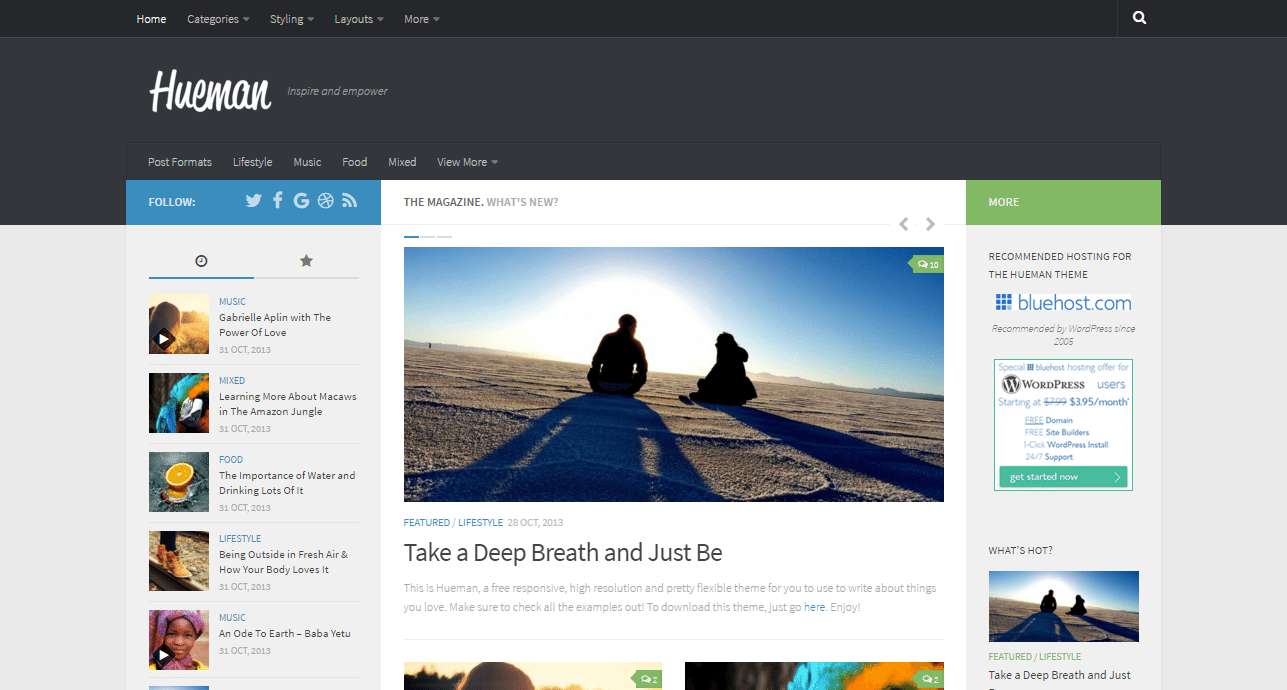 Home Categories Styling Layouts More
Hueman Inspire and empower
Post Formats Lifestyle Music Food Mixed View More
FOLLOW:
MUSIC
Gabrielle Aplin with The
Power Of Love
31 OCT, 2013
MIXED
Learning More About Macaws
in The Amazon Jungle
31 OCT, 2013
FOOD
The Importance of Water and
Drinking Lots Of It
31 OCT, 2013
LIFESTYLE
Being Outside in Fresh Air &
How Your Body Loves It
31 OCT, 2013
MUSIC
An Ode To Earth – Baba Yetu
31 OCT, 2013
THE MAGAZINE. WHAT'S NEW?
10
FEATURED / LIFESTYLE 28 OCT, 2013
Take a Deep Breath and Just Be
This is Hueman, a free responsive, high resolution and pretty flexible theme for you to use to write about things
you love. Make sure to check all the examples out! To download this theme, just go here. Enjoy!
2
2
MORE
RECOMMENDED HOSTING FOR
THE HUEMAN THEME
bluehost.com
Recommended by WordPress since
2005
Special bluehost hosting offer for
WORDPRESS users
Starting at $7.99 $3.95/month*
FREE Domain
FREE Site Builders
1-Click WordPress Install
24/7 Support
get started now
WHAT'S HOT?
FEATURED / LIFESTYLE
Take a Deep Breath and Just